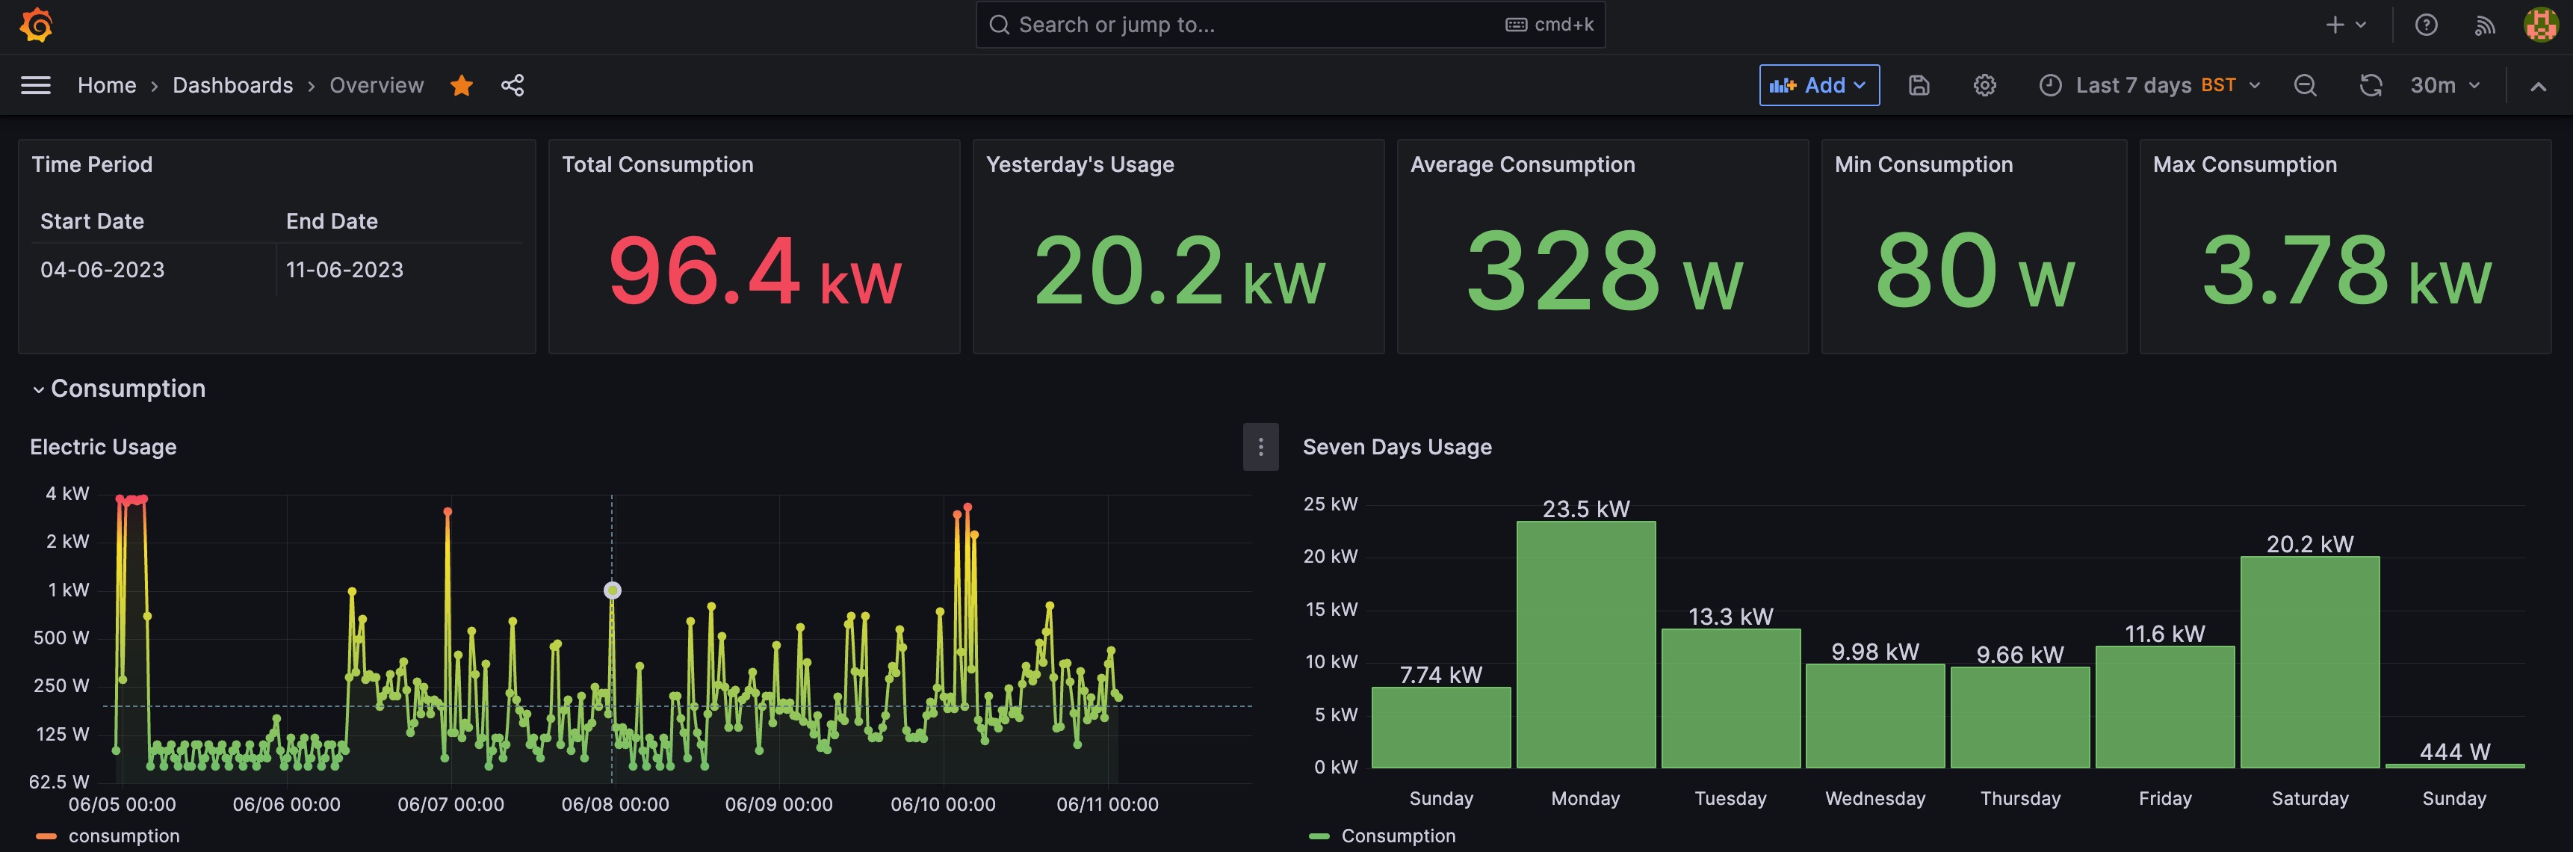 Search or jump to... cmd+k
Home › Dashboards › Overview
Add
Last 7 days BST
30m
Time Period
Start Date End Date
04-06-2023 11-06-2023
Total Consumption
96.4 kW
Yesterday's Usage
20.2 kW
Average Consumption
328 W
Min Consumption
80 W
Max Consumption
3.78 kW
Consumption
Electric Usage
4 kW
2 kW
1 kW
500 W
250 W
125 W
62.5 W
06/05 00:00 06/06 00:00 06/07 00:00 06/08 00:00 06/09 00:00 06/10 00:00 06/11 00:00
consumption
Seven Days Usage
25 kW
20 kW
15 kW
10 kW
5 kW
0 kW
7.74 kW
23.5 kW
13.3 kW
9.98 kW
9.66 kW
11.6 kW
20.2 kW
444 W
Sunday Monday Tuesday Wednesday Thursday Friday Saturday Sunday
Consumption